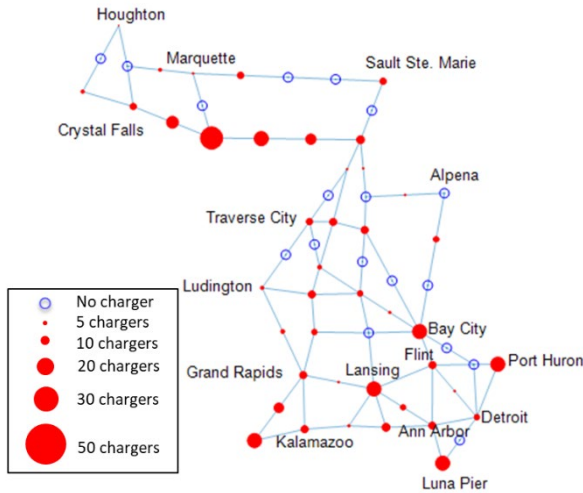 Houghton
Marquette
Sault Ste. Marie
Crystal Falls
Alpena
Traverse City
Ludington
No charger
5 chargers
10 chargers
20 chargers
30 chargers
50 chargers
Bay City
Flint
Port Huron
Grand Rapids
Lansing
Detroit
Kalamazoo
Ann Arbor
Luna Pier